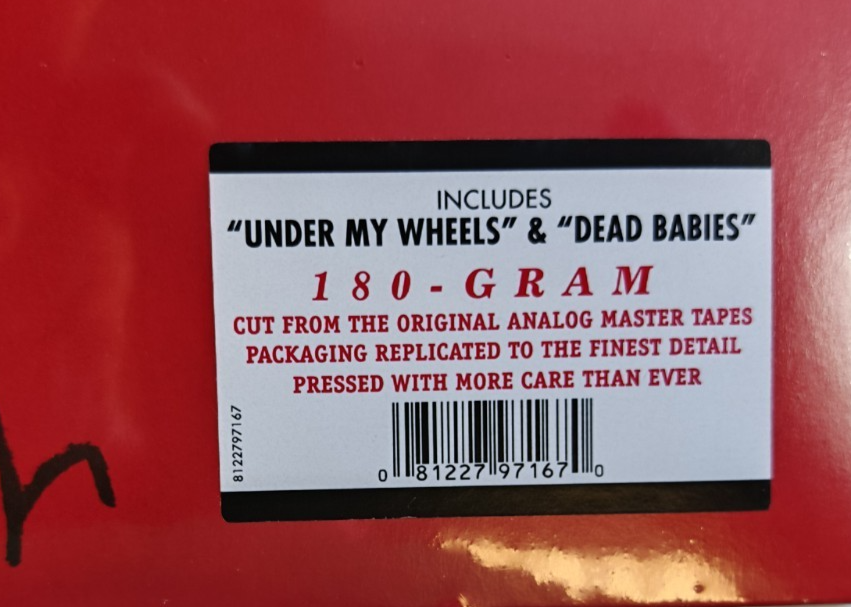 INCLUDES
“UNDER MY WHEELS” & “DEAD BABIES”
180-GRAM
CUT FROM THE ORIGINAL ANALOG MASTER TAPES
PACKAGING REPLICATED TO THE FINEST DETAIL
PRESSED WITH MORE CARE THAN EVER
8122797167
0 81227 97167 0
h